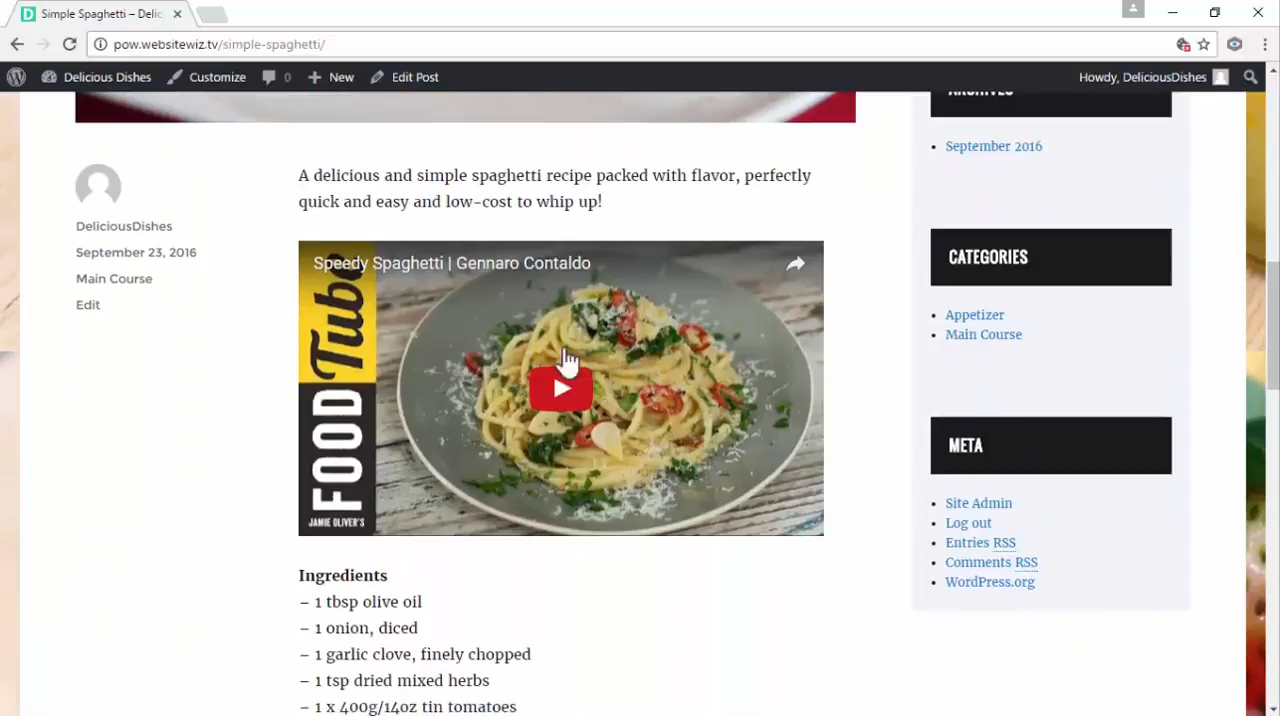 Simple Spaghetti – Delic
pow.websitewiz.tv/simple-spaghetti/
Delicious Dishes Customize 0 New Edit Post Howdy, DeliciousDishes
ARCHIVES
September 2016
DeliciousDishes
September 23, 2016
Main Course
Edit
A delicious and simple spaghetti recipe packed with flavor, perfectly
quick and easy and low-cost to whip up!
Speedy Spaghetti | Gennaro Contaldo
FOOD Tube
JAMIE OLIVER'S
Ingredients
– 1 tbsp olive oil
– 1 onion, diced
– 1 garlic clove, finely chopped
– 1 tsp dried mixed herbs
– 1 x 400g/14oz tin tomatoes
CATEGORIES
Appetizer
Main Course
META
Site Admin
Log out
Entries RSS
Comments RSS
WordPress.org